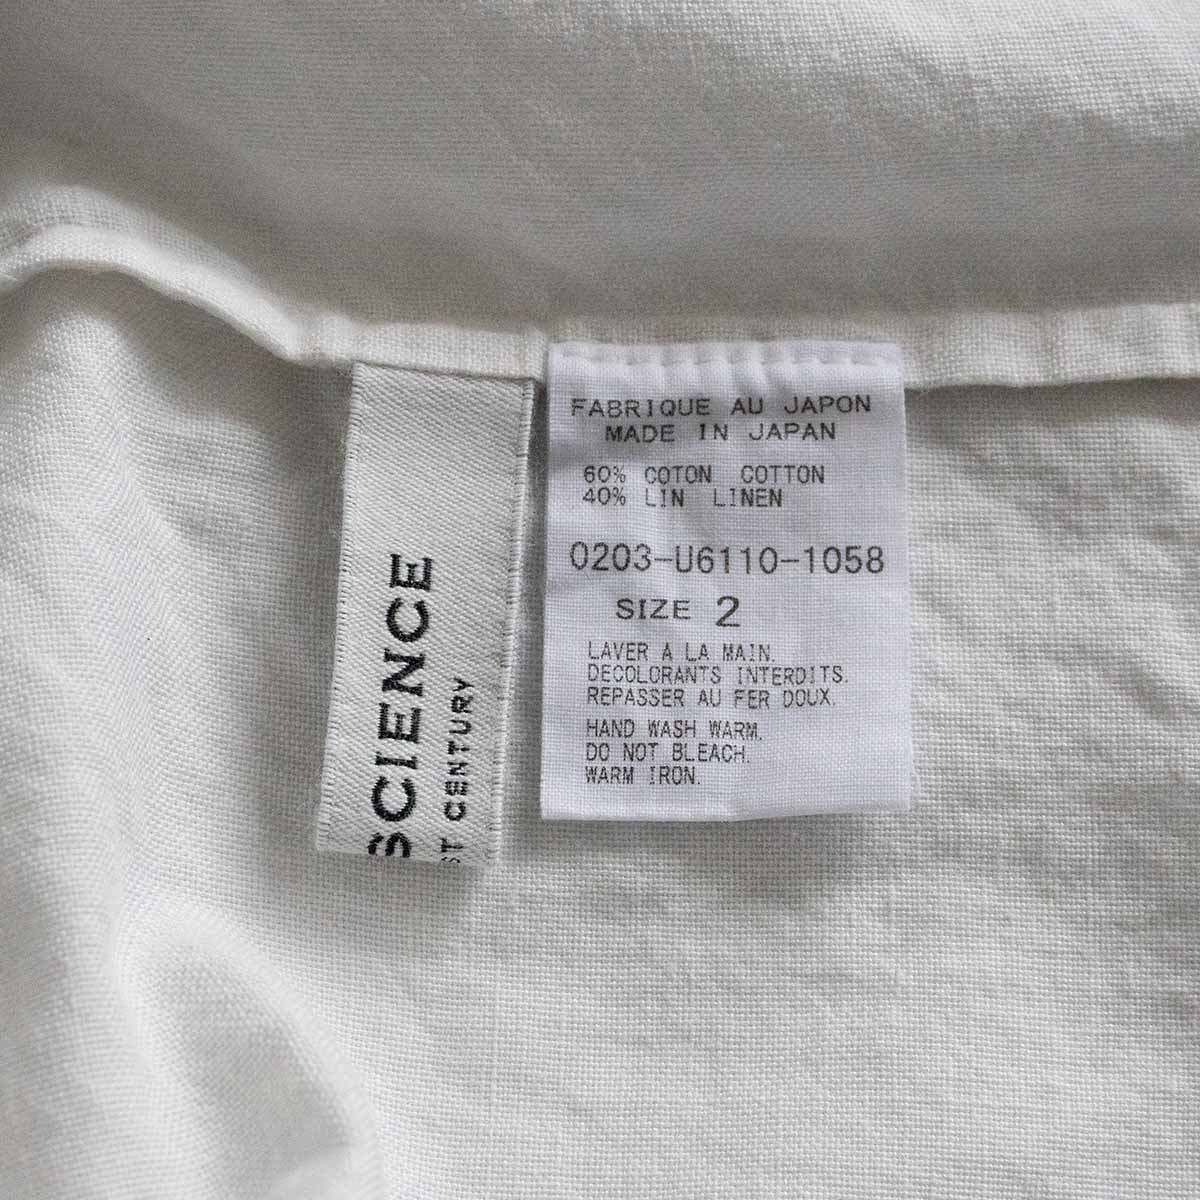 SCIENCE
ST CENTURY
FABRIQUE AU JAPON
MADE IN JAPAN
60% COTON COTTON
40% LIN LINEN
0203-U6110-1058
SIZE 2
LAVER A LA MAIN.
DECOLORANTS INTERDITS.
REPASSER AU FER DOUX.
HAND WASH WARM.
DO NOT BLEACH.
WARM IRON.